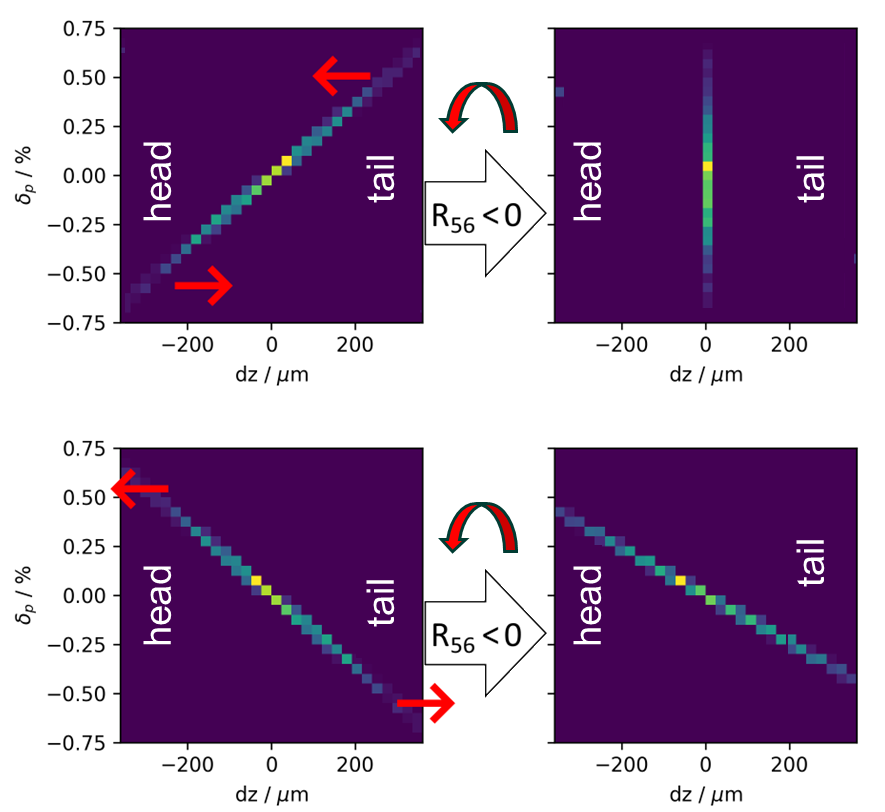 0.75
0.50
0.25
0.00
−0.25
−0.50
−0.75
δp / %
head
tail
−200 0 200
dz / μm
R56 < 0
head
tail
−200 0 200
dz / μm
0.75
0.50
0.25
0.00
−0.25
−0.50
−0.75
δp / %
head
tail
−200 0 200
dz / μm
R56 < 0
head
tail
−200 0 200
dz / μm